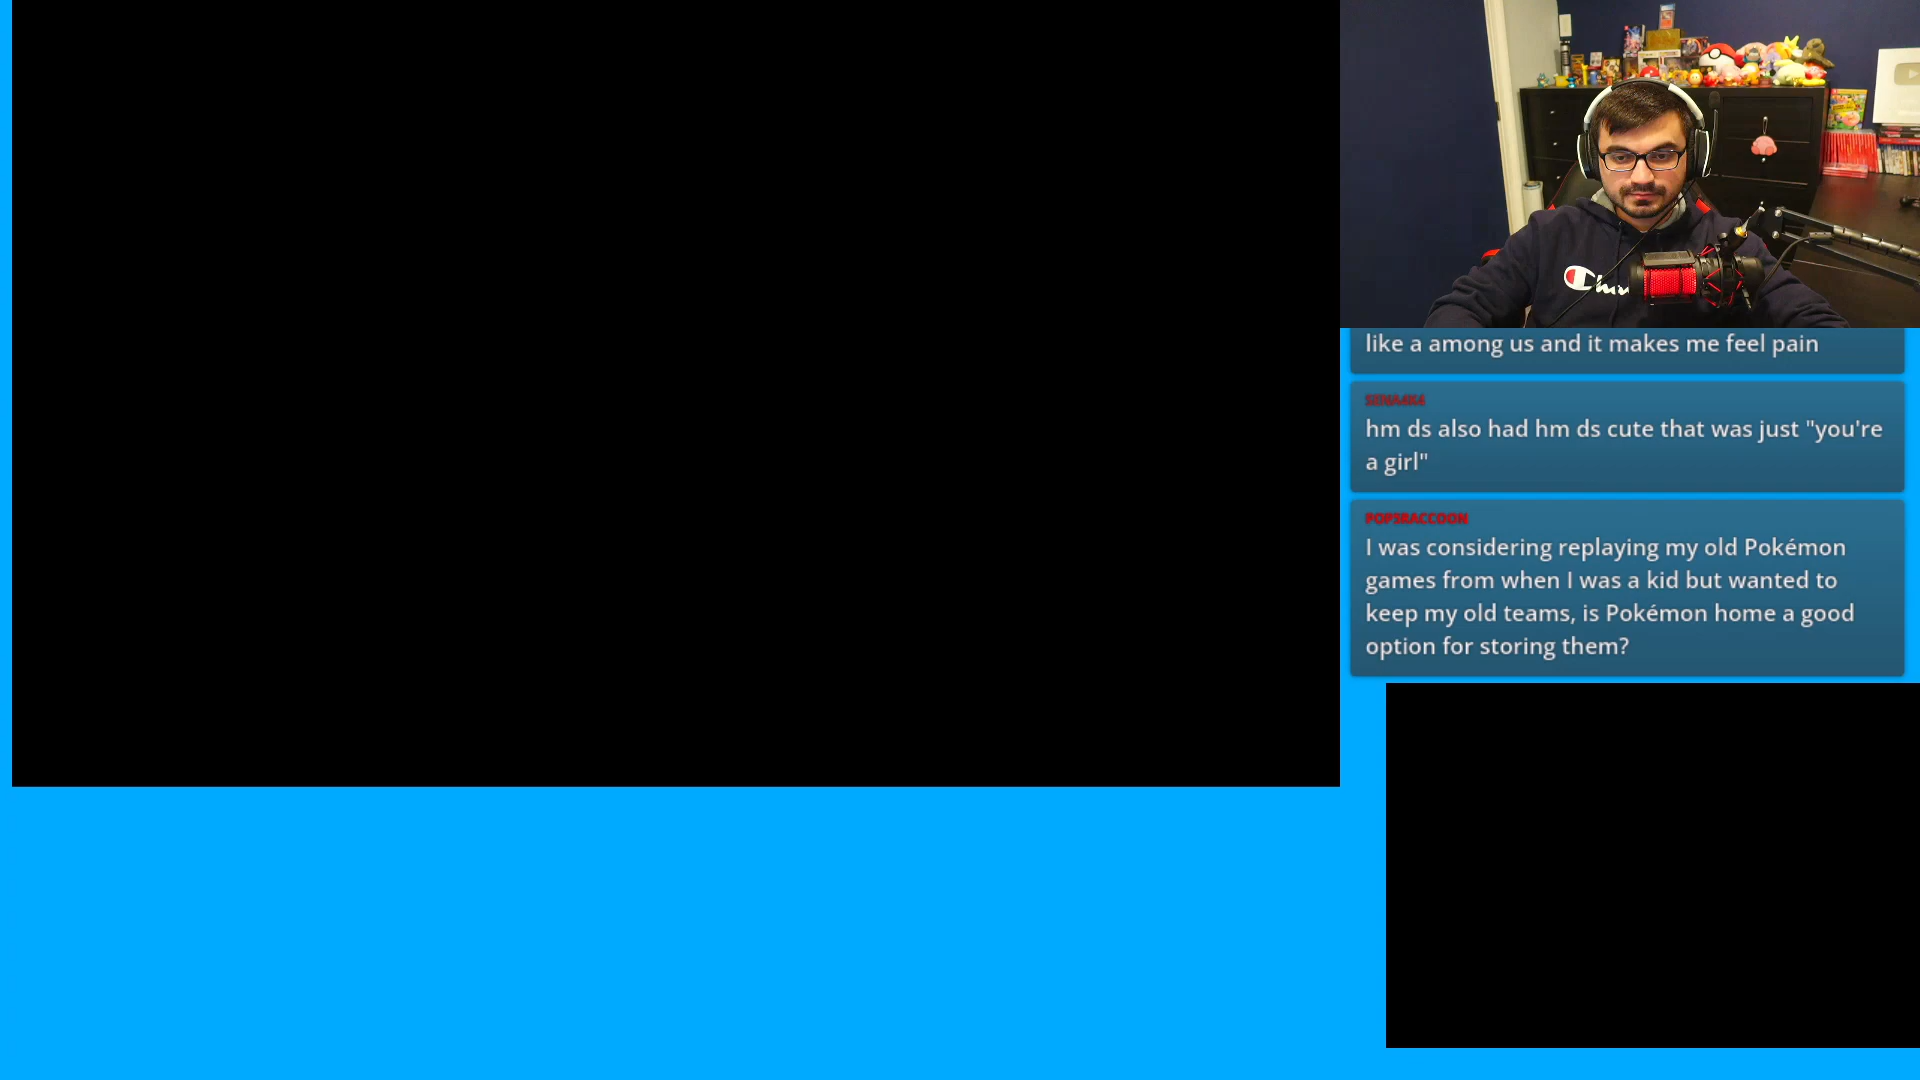 like a among us and it makes me feel pain
hm ds also had hm ds cute that was just "you're
a girl"
POP3RACCOON
I was considering replaying my old Pokémon
games from when I was a kid but wanted to
keep my old teams, is Pokémon home a good
option for storing them?